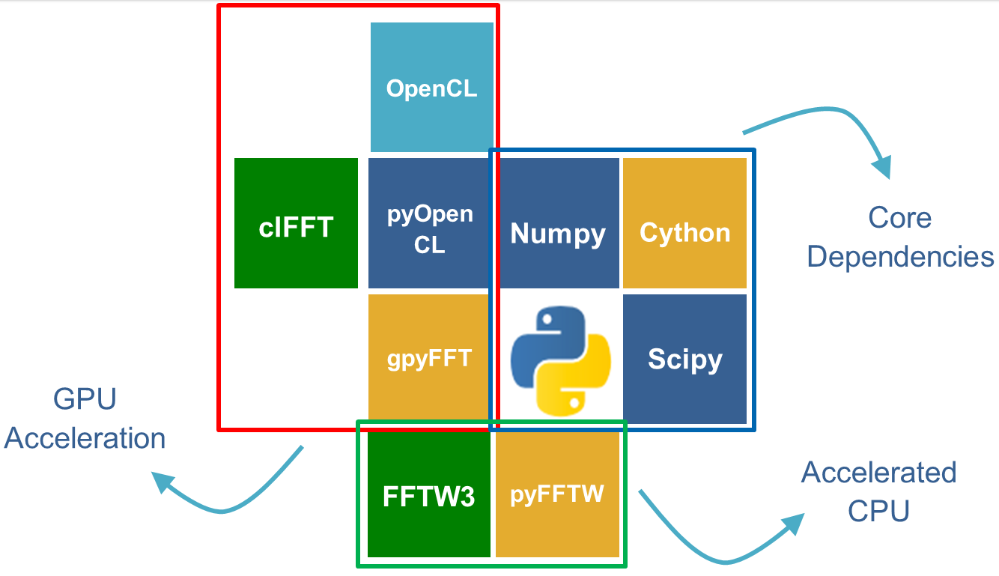 OpenCL
clFFT
pyOpen
CL
Numpy
Cython
Core
Dependencies
gpyFFT
Scipy
GPU
Acceleration
FFTW3
pyFFTW
Accelerated
CPU